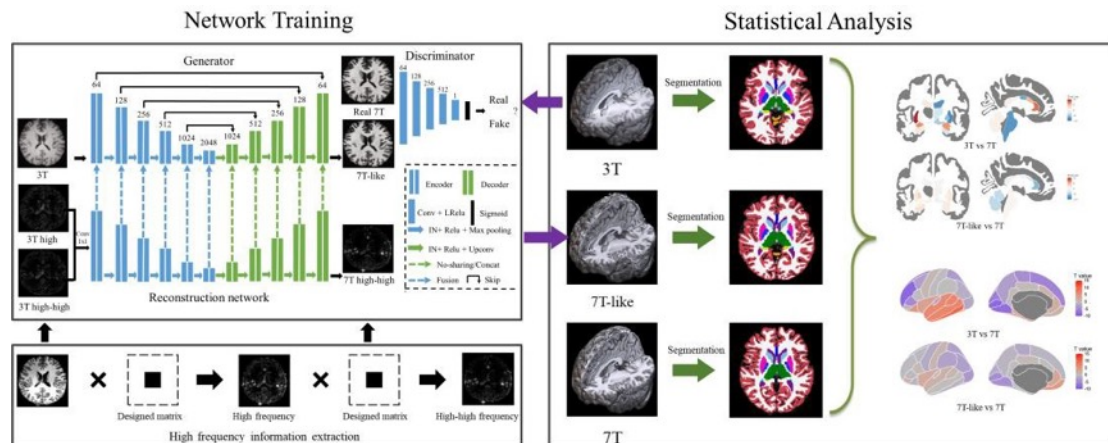 Network Training
Statistical Analysis
Generator
Discriminator
64
128
256
512
1024
2048
1024
512
256
128
64
64
128
256
512
1
Real
?
Fake
Real 7T
3T
7T-like
3T high
Conv
1x1
3T high-high
Reconstruction network
7T high-high
Encoder
Decoder
Conv + LRelu
Sigmoid
IN+ Relu + Max pooling
IN+ Relu + Upconv
No-sharing/Concat
Fusion
Skip
Designed matrix
High frequency
Designed matrix
High-high frequency
High frequency information extraction
Segmentation
3T
Segmentation
7T-like
Segmentation
7T
3T vs 7T
7T-like vs 7T
T value
3T vs 7T
T value
7T-like vs 7T